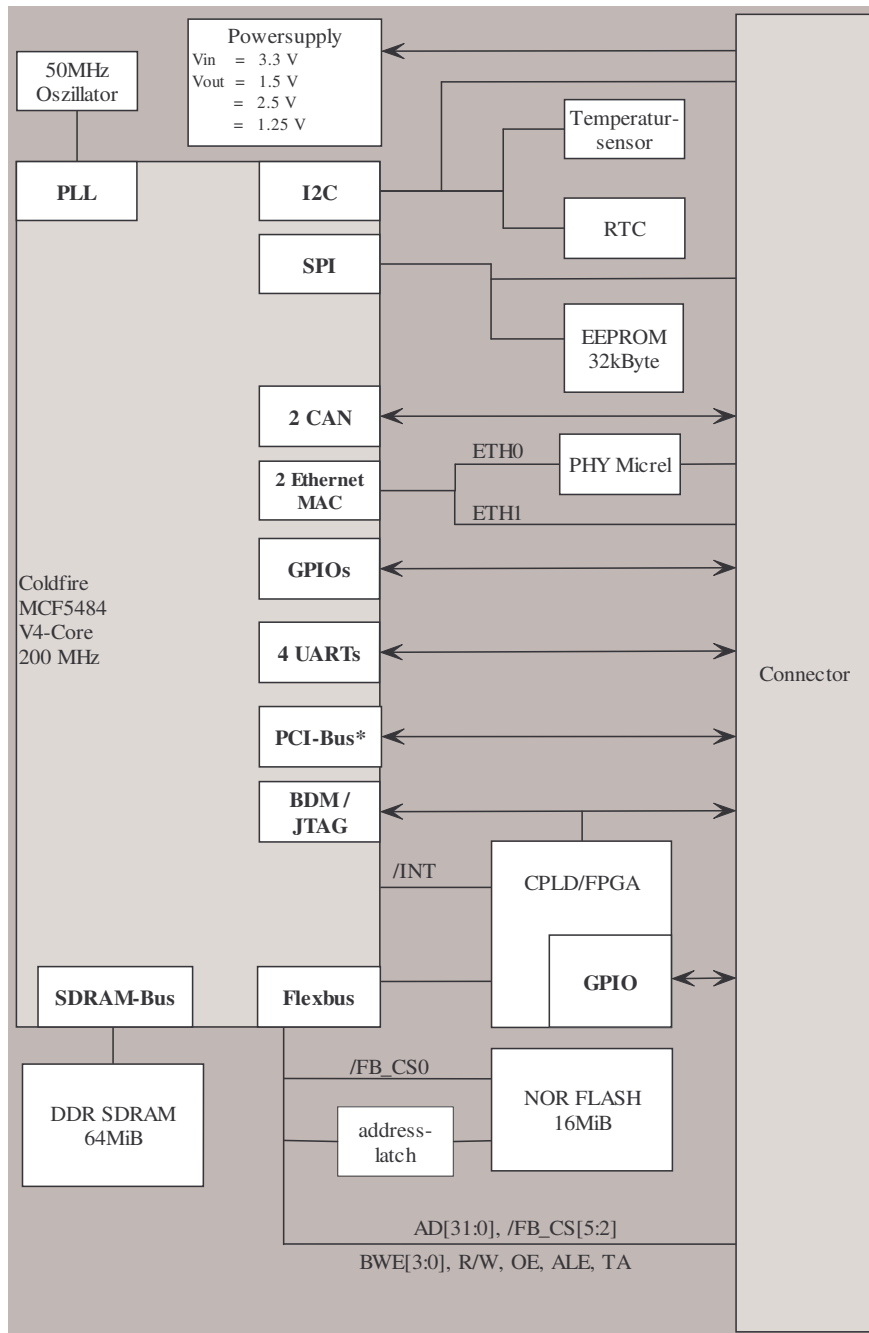 Powersupply
Vin = 3.3 V
Vout = 1.5 V
= 2.5 V
= 1.25 V
50MHz
Oszillator
Temperatur-
sensor
PLL
I2C
RTC
SPI
EEPROM
32kByte
2 CAN
ETH0
PHY Micrel
2 Ethernet
MAC
ETH1
GPIOs
Coldfire
MCF5484
V4-Core
200 MHz
4 UARTs
Connector
PCI-Bus*
BDM /
JTAG
/INT
CPLD/FPGA
GPIO
SDRAM-Bus
Flexbus
/FB_CS0
NOR FLASH
16MiB
DDR SDRAM
64MiB
address-
latch
AD[31:0], /FB_CS[5:2]
BWE[3:0], R/W, OE, ALE, TA